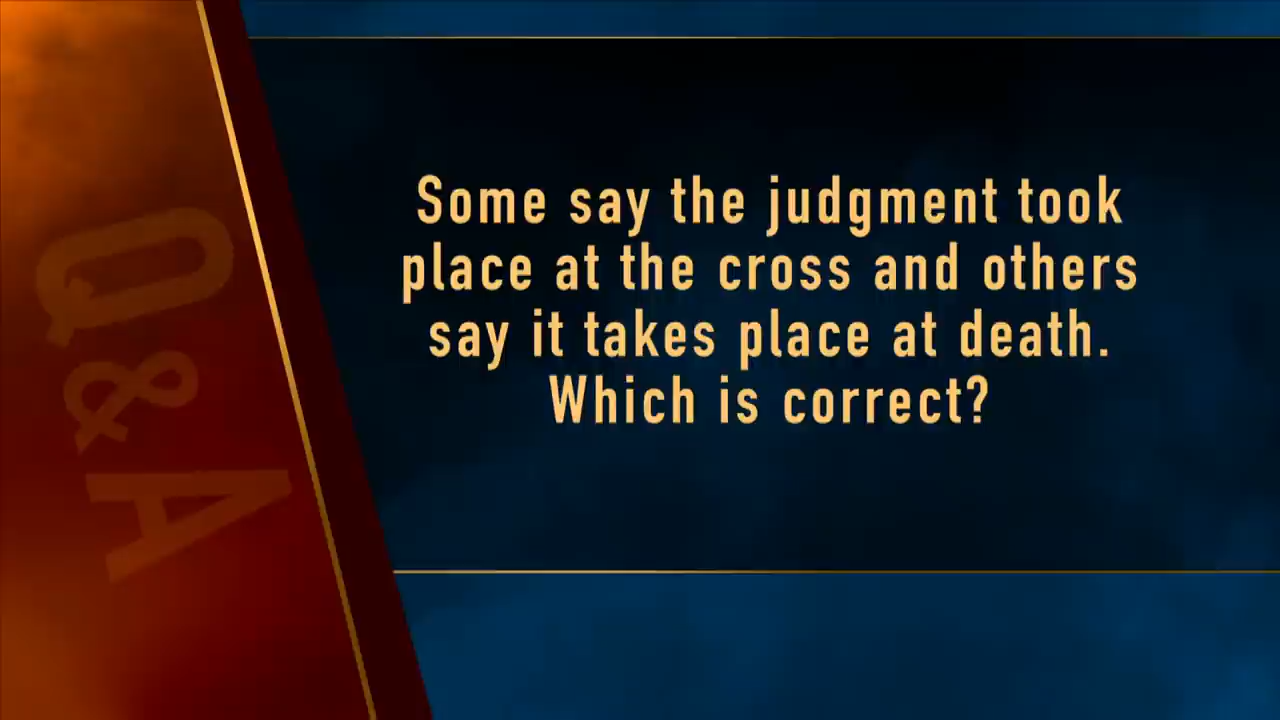 Q & A
Some say the judgment took
place at the cross and others
say it takes place at death.
Which is correct?